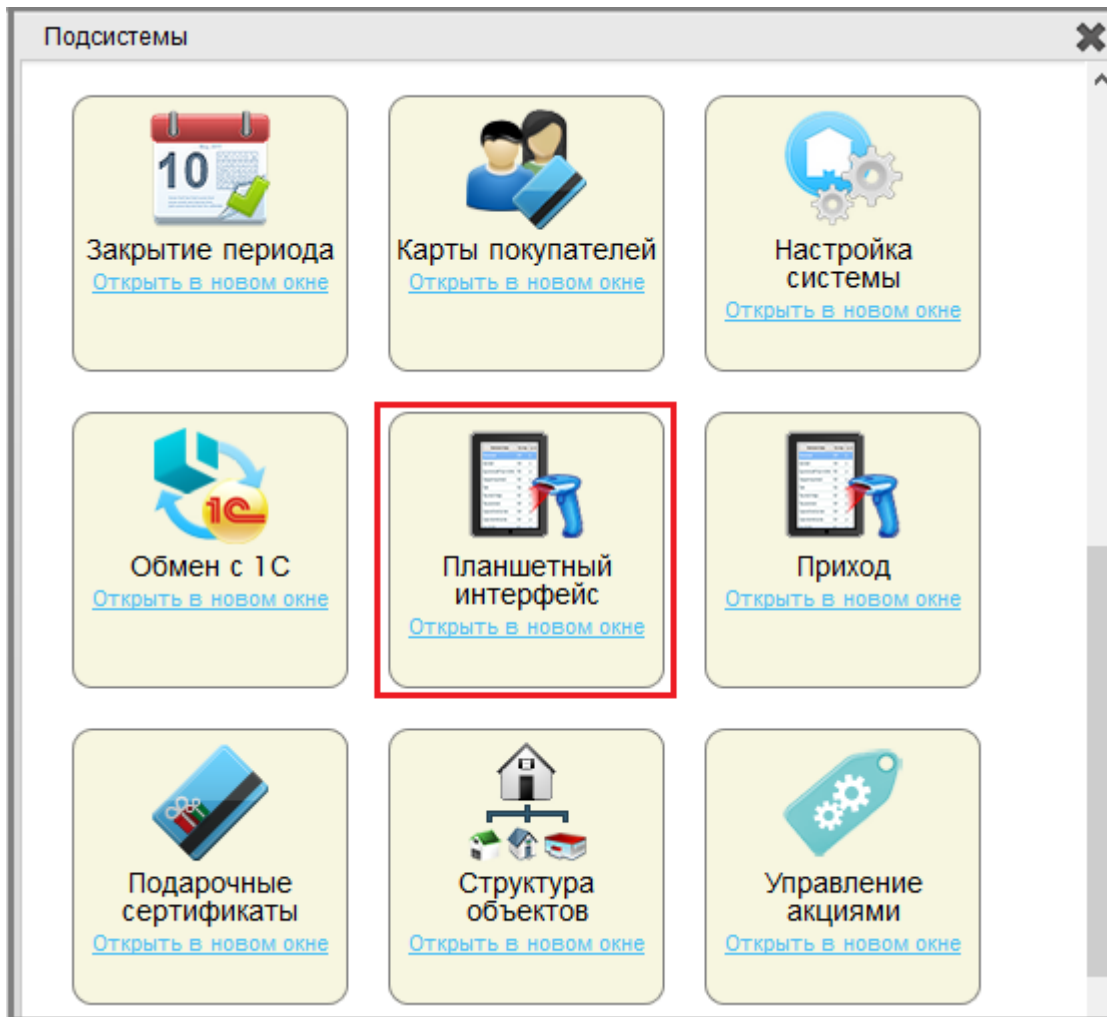 Подсистемы
10
Закрытие периода
Открыть в новом окне
Карты покупателей
Открыть в новом окне
Настройка
системы
Открыть в новом окне
1С
Обмен с 1С
Открыть в новом окне
Планшетный
интерфейс
Открыть в новом окне
Приход
Открыть в новом окне
Подарочные
сертификаты
Открыть в новом окне
Структура
объектов
Открыть в новом окне
Управление
акциями
Открыть в новом окне